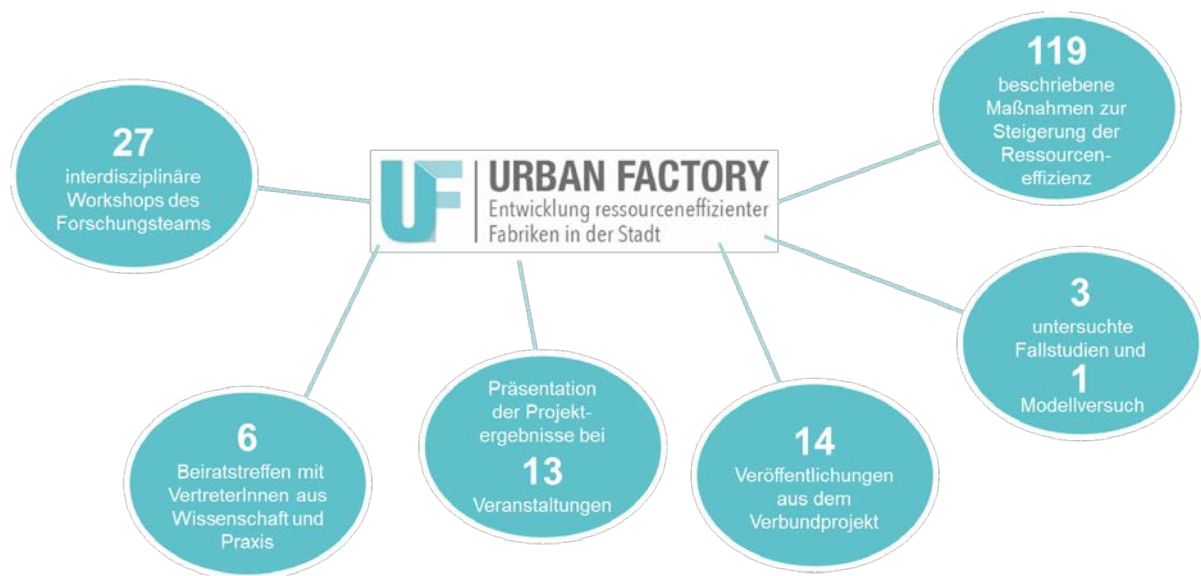 119
beschriebene
Maßnahmen zur
Steigerung der
Ressourcen-
effizienz
27
interdisziplinäre
Workshops des
Forschungsteams
UF
URBAN FACTORY
Entwicklung ressourceneffizienter
Fabriken in der Stadt
3
untersuchte
Fallstudien und
1
Modellversuch
6
Beiratstreffen mit
VertreterInnen aus
Wissenschaft und
Praxis
Präsentation
der Projekt-
ergebnisse bei
13
Veranstaltungen
14
Veröffentlichungen
aus dem
Verbundprojekt